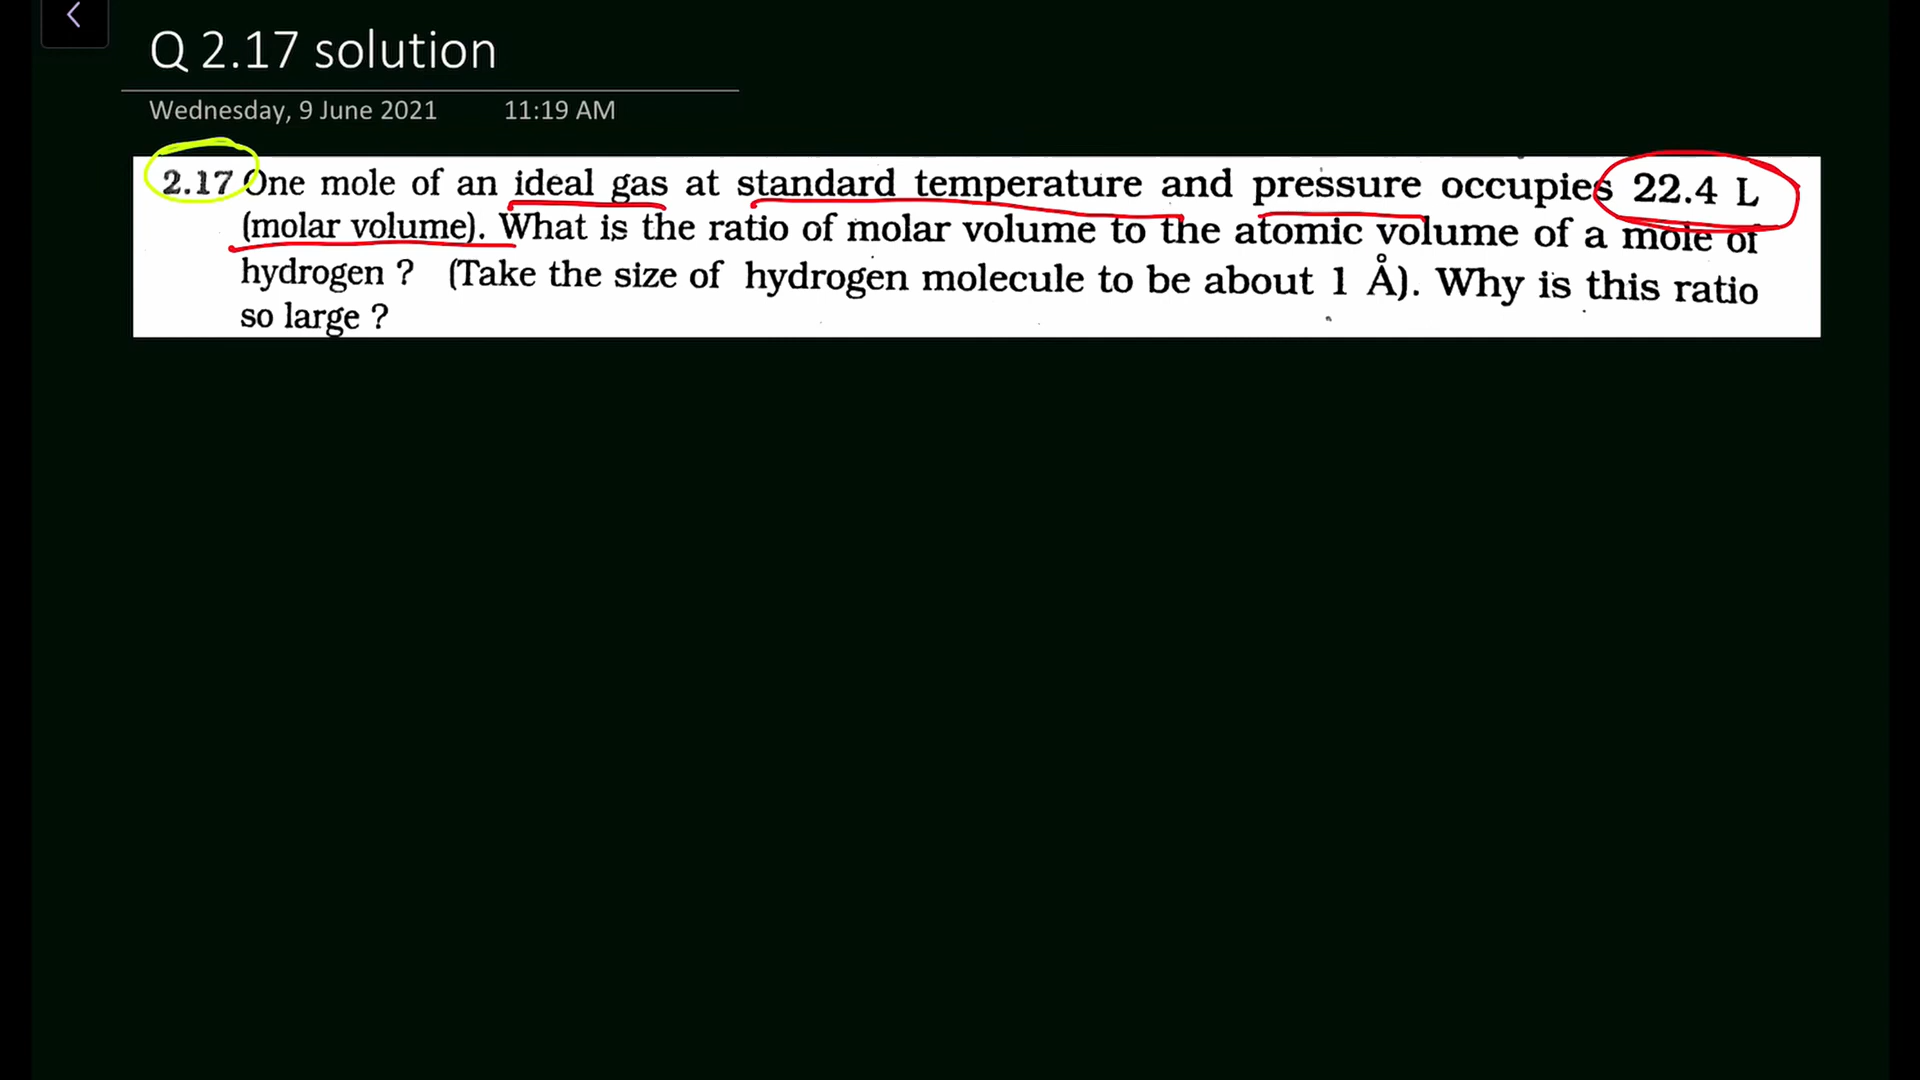 Q 2.17 solution
Wednesday, 9 June 2021 11:19 AM
2.17 One mole of an ideal gas at standard temperature and pressure occupies 22.4 L
(molar volume). What is the ratio of molar volume to the atomic volume of a mole of
hydrogen ? (Take the size of hydrogen molecule to be about 1 Å). Why is this ratio
so large ?